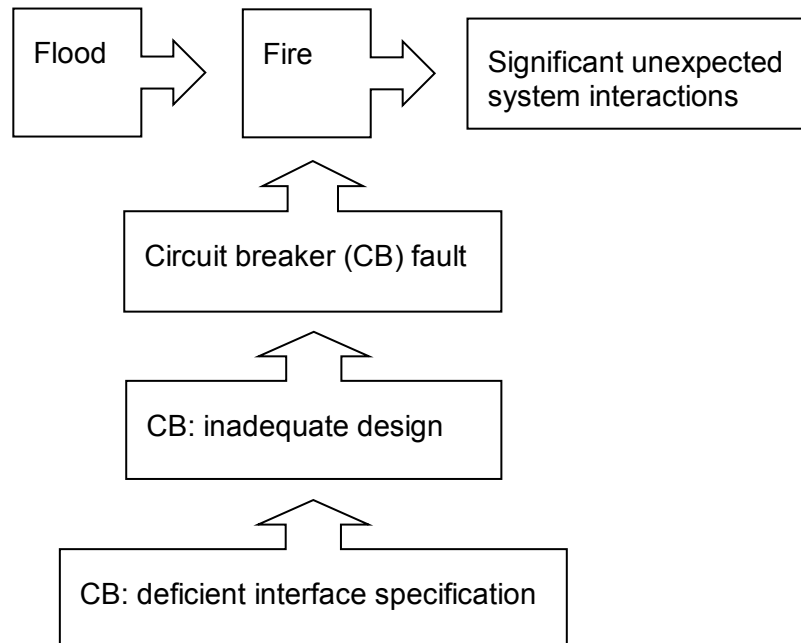 Flood
Fire
Significant unexpected
system interactions
Circuit breaker (CB) fault
CB: inadequate design
CB: deficient interface specification